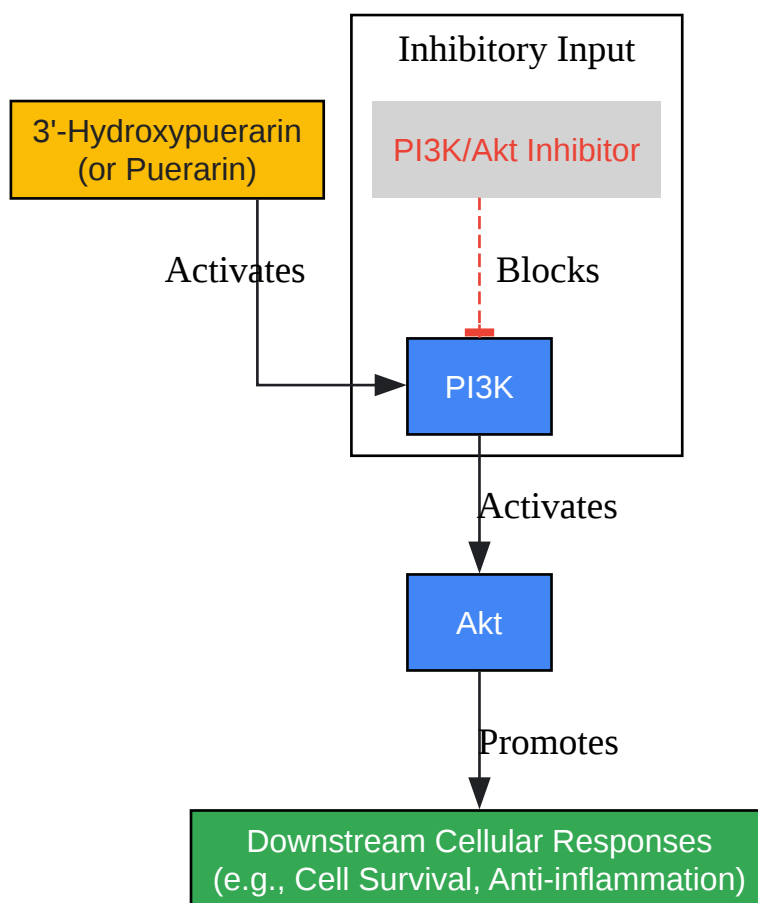 Inhibitory Input
3'-Hydroxypuerarin
(or Puerarin)
PI3K/Akt Inhibitor
Activates
Blocks
PI3K
Activates
Akt
Promotes
Downstream Cellular Responses
(e.g., Cell Survival, Anti-inflammation)